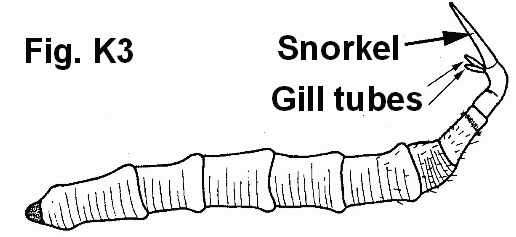 Fig. K3
Snorkel
Gill tubes